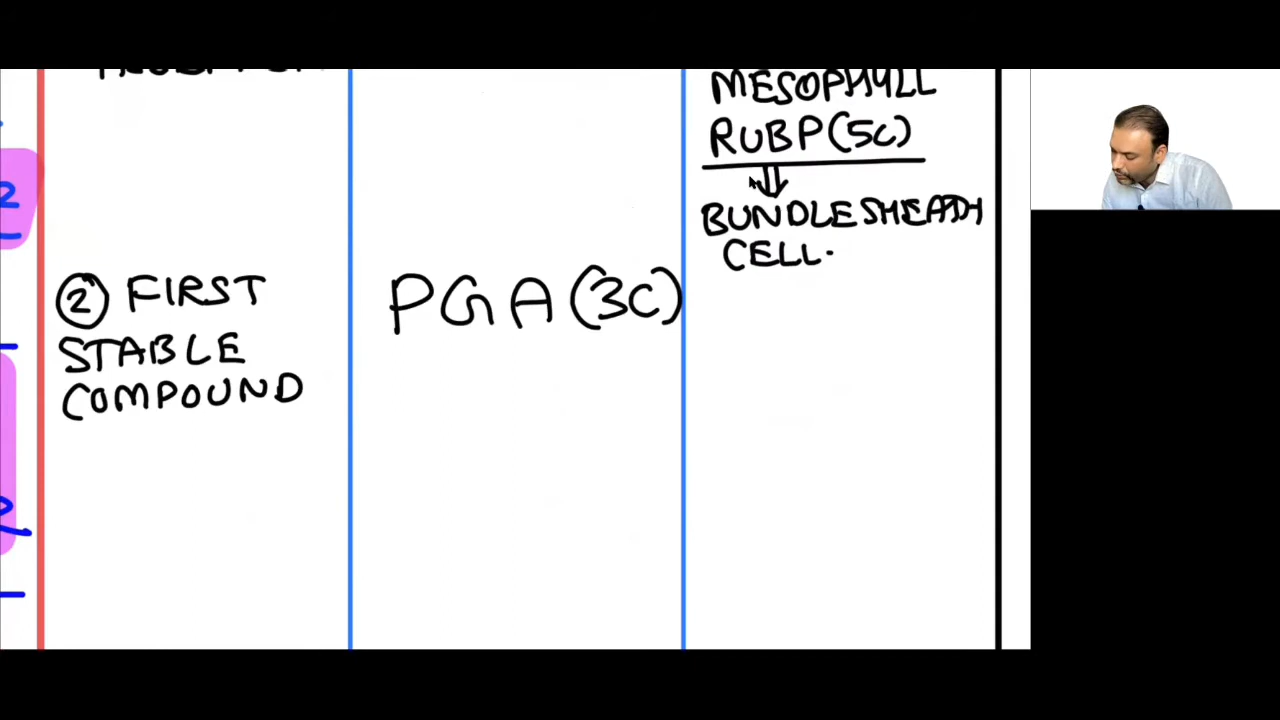 MESOPHYLL
RUBP(5C)
BUNDLESHEATH
CELL.
② FIRST
STABLE
COMPOUND
PGA(3C)